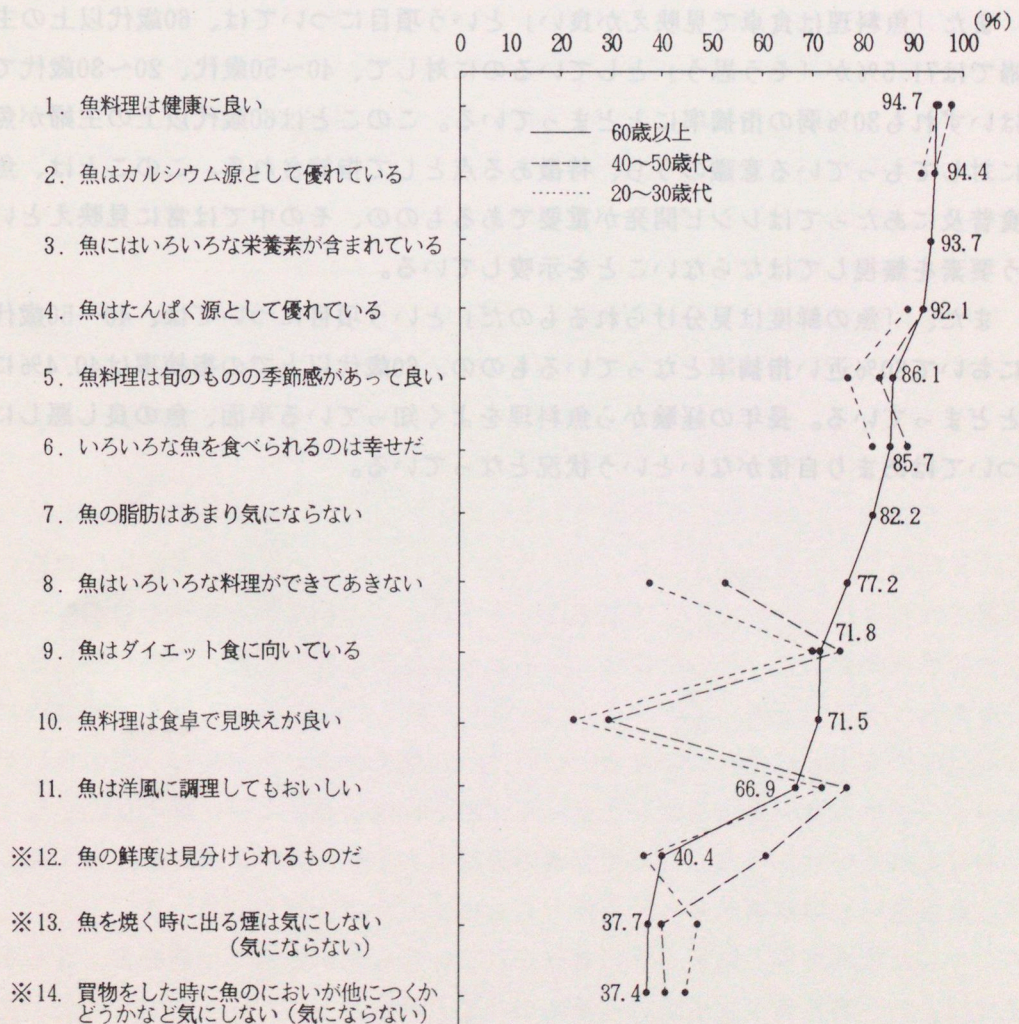 (%)
0 10 20 30 40 50 60 70 80 90 100
1. 魚料理は健康に良い 94.7
60歳以上
40～50歳代
2. 魚はカルシウム源として優れている 94.4
20～30歳代
3. 魚にはいろいろな栄養素が含まれている 93.7
4. 魚はたんぱく源として優れている 92.1
5. 魚料理は旬のものの季節感があって良い 86.1
6. いろいろな魚を食べられるのは幸せだ 85.7
7. 魚の脂肪はあまり気にならない 82.2
8. 魚はいろいろな料理ができてあきない 77.2
71.8
9. 魚はダイエット食に向いている
10. 魚料理は食卓で見映えが良い 71.5
11. 魚は洋風に調理してもおいしい 66.9
※12. 魚の鮮度は見分けられるものだ 40.4
※13. 魚を焼く時に出る煙は気にしない 37.7
（気にならない）
※14. 買物をした時に魚のにおいが他につくか 37.4
どうかなど気にしない（気にならない）